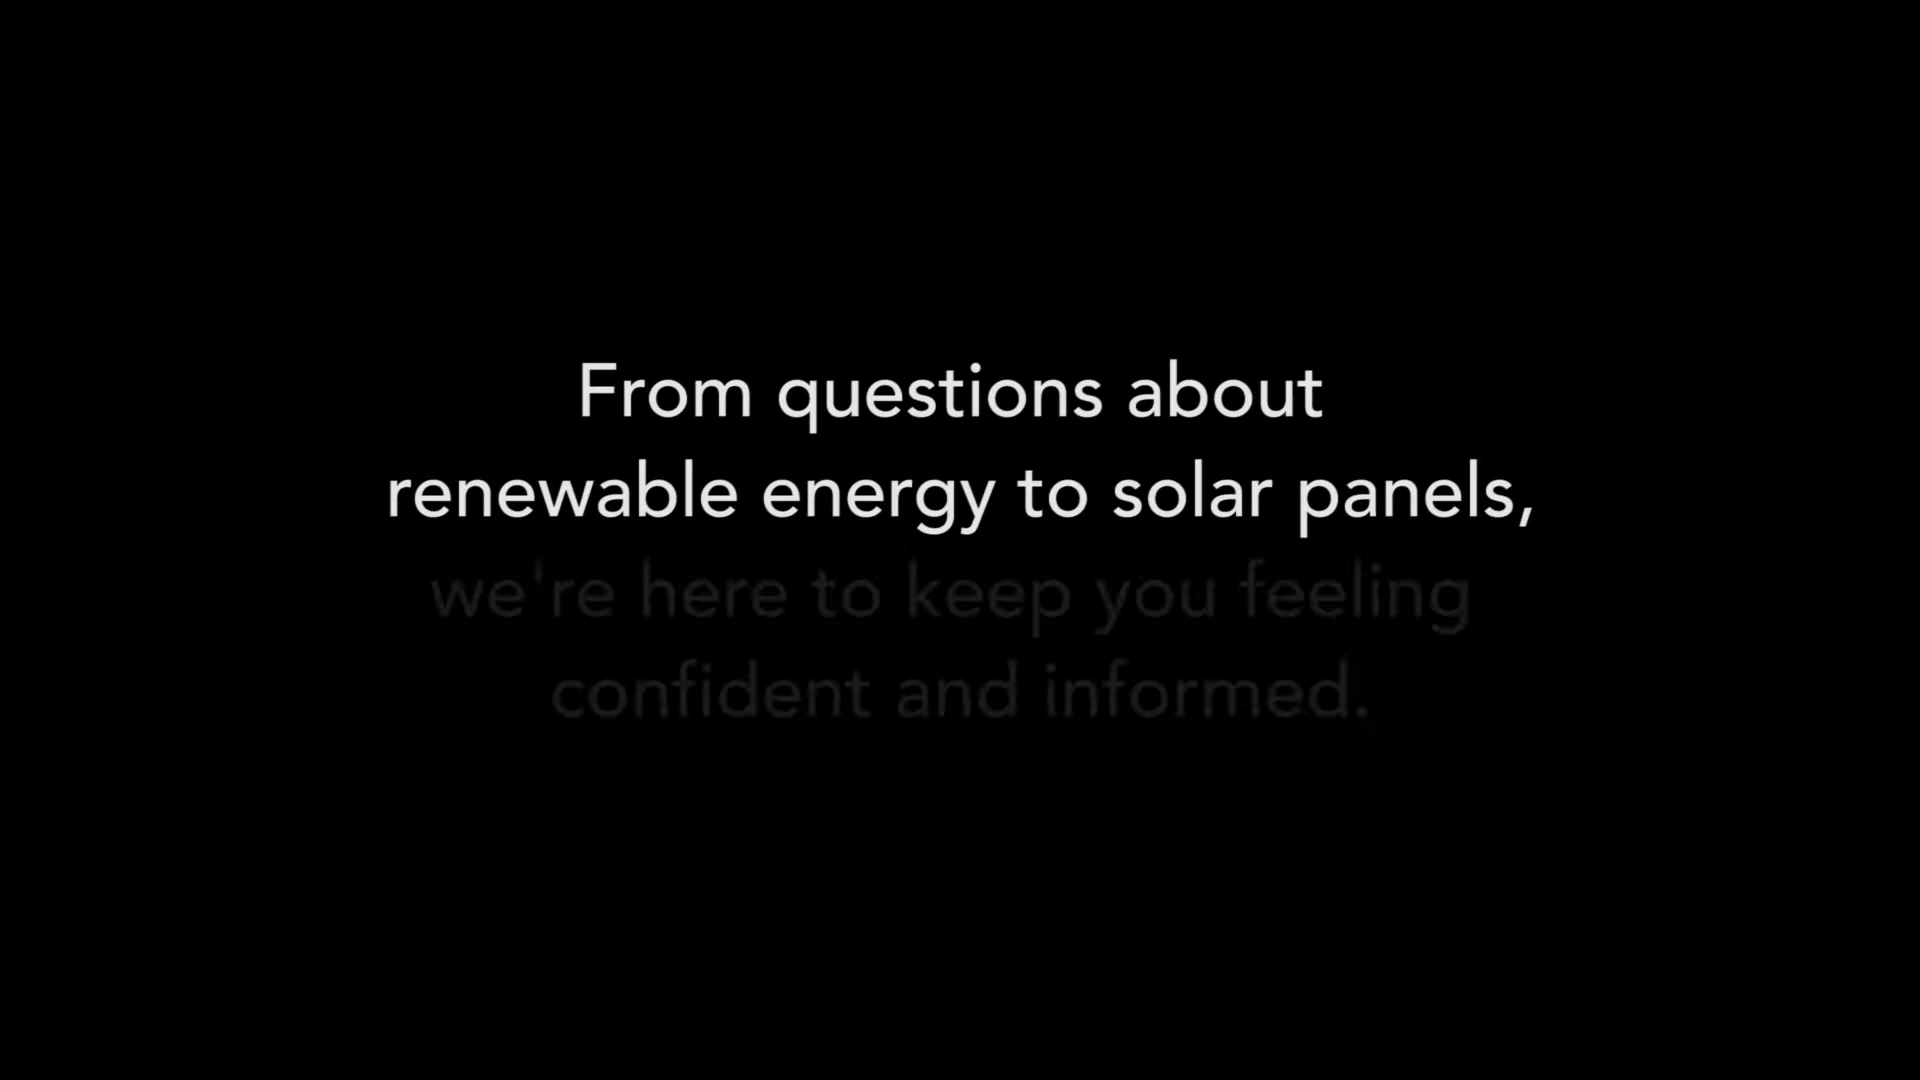 From questions about
renewable energy to solar panels,
we're here to keep you feeling
confident and informed.